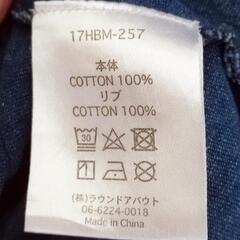 17HBM-257
本体
COTTON 100%
リブ
COTTON 100%
30
(株)ラウンドアバウト
06-6224-0018
MADE IN CHINA